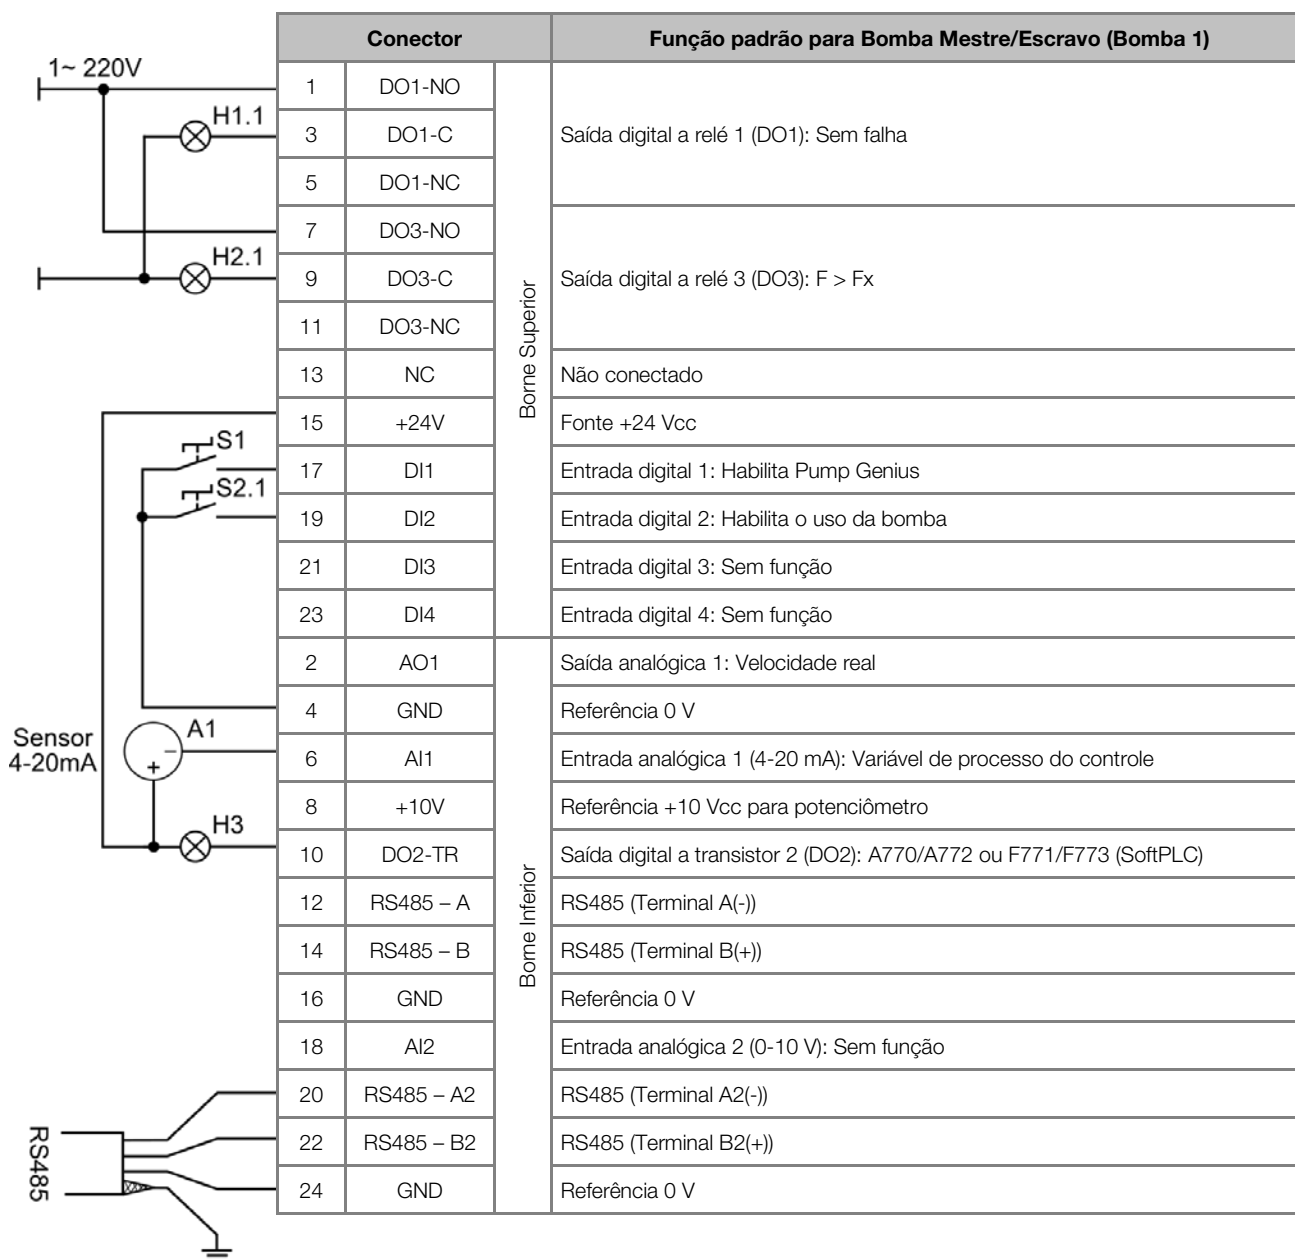 Conector Função padrão para Bomba Mestre/Escravo (Bomba 1)
1~ 220V
1 DO1-NO
H1.1
3 DO1-C Saída digital a relé 1 (DO1): Sem falha
5 DO1-NC
7 DO3-NO
H2.1
9 DO3-C Saída digital a relé 3 (DO3): F > Fx
11 DO3-NC
Borne Superior
13 NC Não conectado
15 +24V Fonte +24 Vcc
S1
17 DI1 Entrada digital 1: Habilita Pump Genius
S2.1
19 DI2 Entrada digital 2: Habilita o uso da bomba
21 DI3 Entrada digital 3: Sem função
23 DI4 Entrada digital 4: Sem função
2 AO1 Saída analógica 1: Velocidade real
4 GND Referência 0 V
Sensor
4-20mA
A1
− +
6 AI1 Entrada analógica 1 (4-20 mA): Variável de processo do controle
8 +10V Referência +10 Vcc para potenciômetro
H3
10 DO2-TR Saída digital a transistor 2 (DO2): A770/A772 ou F771/F773 (SoftPLC)
Borne Inferior
12 RS485 – A RS485 (Terminal A(-))
14 RS485 – B RS485 (Terminal B(+))
16 GND Referência 0 V
18 AI2 Entrada analógica 2 (0-10 V): Sem função
20 RS485 – A2 RS485 (Terminal A2(-))
RS485
22 RS485 – B2 RS485 (Terminal B2(+))
24 GND Referência 0 V